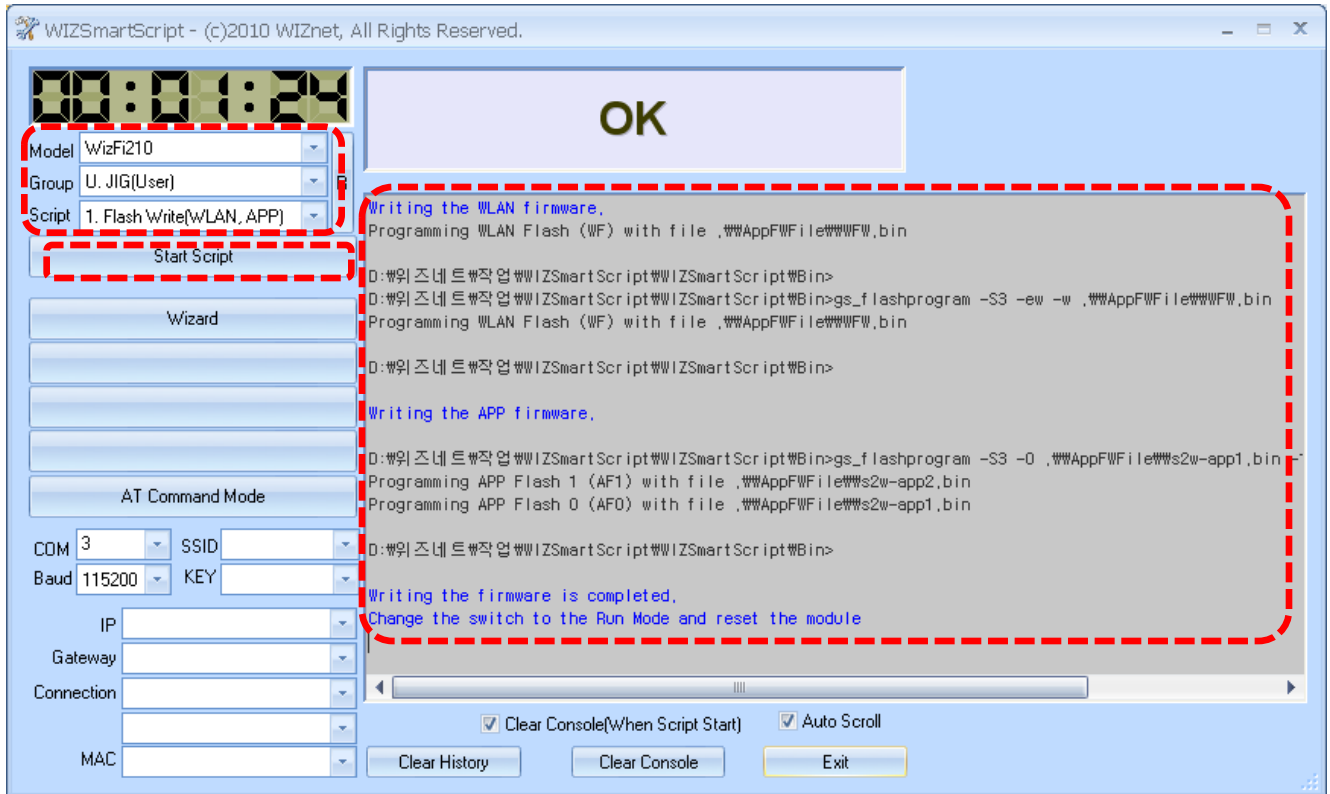 WIZSmartScript - (c)2010 WIZnet, All Rights Reserved.
00:01:24
OK
Model WizFi210
Group U. JIG(User)
Script 1. Flash Write(WLAN, APP)
Start Script
Wizard
AT Command Mode
COM 3 SSID
Baud 115200 KEY
IP
Gateway
Connection
MAC
Writing the WLAN firmware,
Programming WLAN Flash (WF) with file .₩₩AppFWFile₩₩WFW.bin
D:₩위즈네트₩작업₩WIZSmartScript₩WIZSmartScript₩Bin>
D:₩위즈네트₩작업₩WIZSmartScript₩WIZSmartScript₩Bin>gs_flashprogram -S3 -ew -w .₩₩AppFWFile₩₩WFW.bin
Programming WLAN Flash (WF) with file .₩₩AppFWFile₩₩WFW.bin
D:₩위즈네트₩작업₩WIZSmartScript₩WIZSmartScript₩Bin>
Writing the APP firmware,
D:₩위즈네트₩작업₩WIZSmartScript₩WIZSmartScript₩Bin>gs_flashprogram -S3 -0 .₩₩AppFWFile₩₩s2w-app1.bin
Programming APP Flash 1 (AF1) with file .₩₩AppFWFile₩₩s2w-app2.bin
Programming APP Flash 0 (AF0) with file .₩₩AppFWFile₩₩s2w-app1.bin
D:₩위즈네트₩작업₩WIZSmartScript₩WIZSmartScript₩Bin>
Writing the firmware is completed,
Change the switch to the Run Mode and reset the module
Clear Console(When Script Start) Auto Scroll
Clear History Clear Console Exit